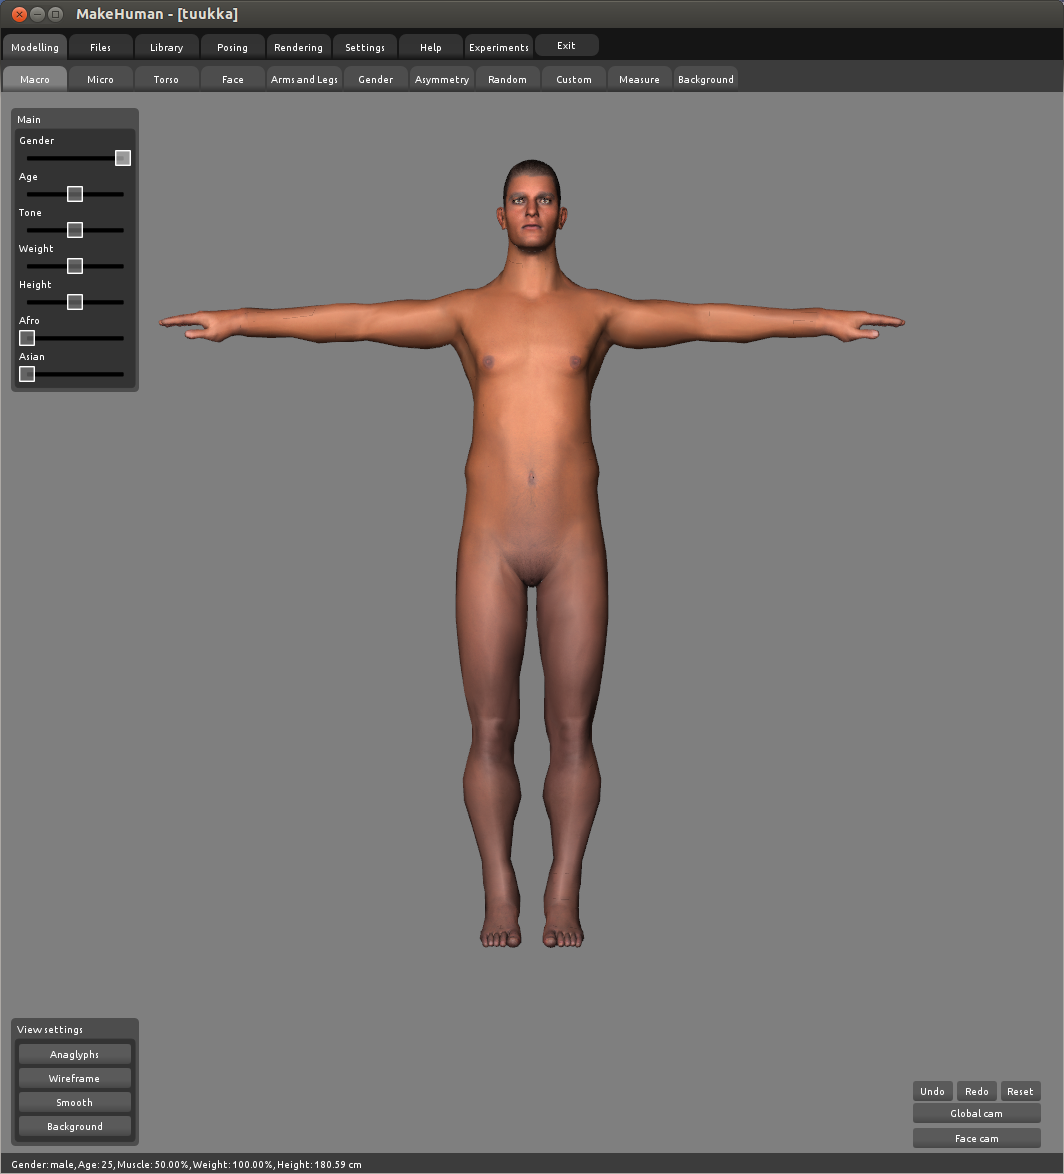 MakeHuman - [tuukka]
Modelling Files Library Posing Rendering Settings Help Experiments Exit
Macro Micro Torso Face Arms and Legs Gender Asymmetry Random Custom Measure Background
Main
Gender
Age
Tone
Weight
Height
Afro
Asian
View settings
Anaglyphs
Wireframe
Smooth
Background
Undo Redo Reset
Global cam
Face cam
Gender: male, Age: 25, Muscle: 50.00%, Weight: 100.00%, Height: 180.59 cm